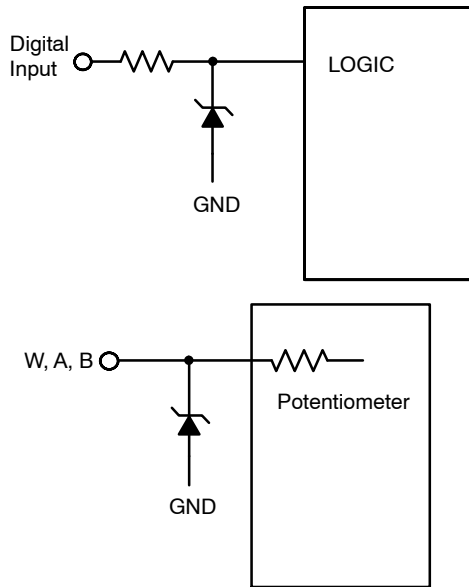 Digital
Input
LOGIC
GND
W, A, B
Potentiometer
GND